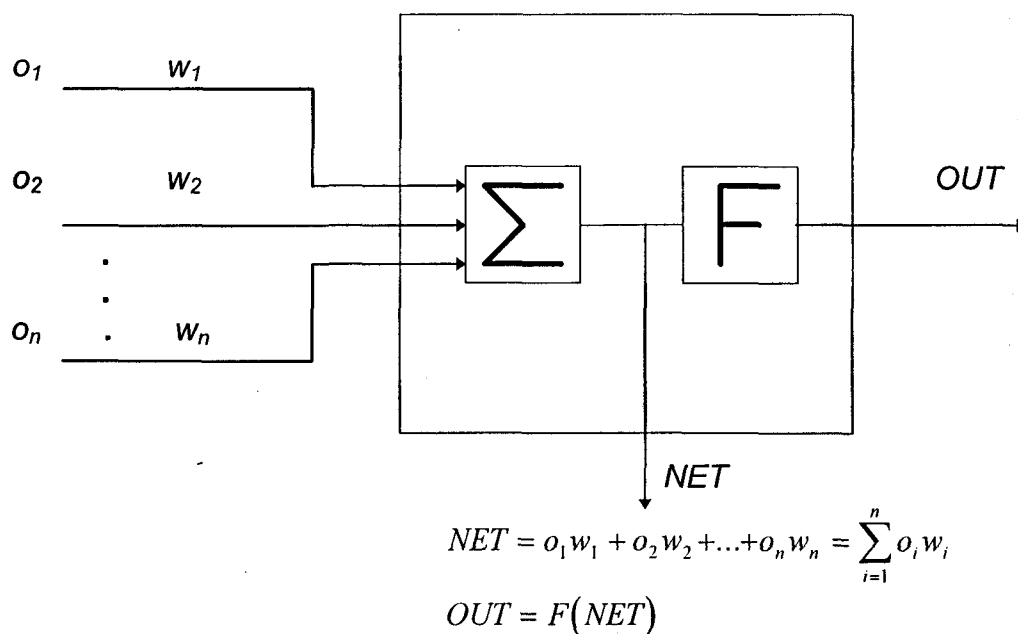 o1 w1
o2 w2
Σ F OUT
. . .
on wn
NET
NET = o1w1 + o2w2 +...+ onwn = ∑_{i=1}^{n} oiwi
OUT = F(NET)